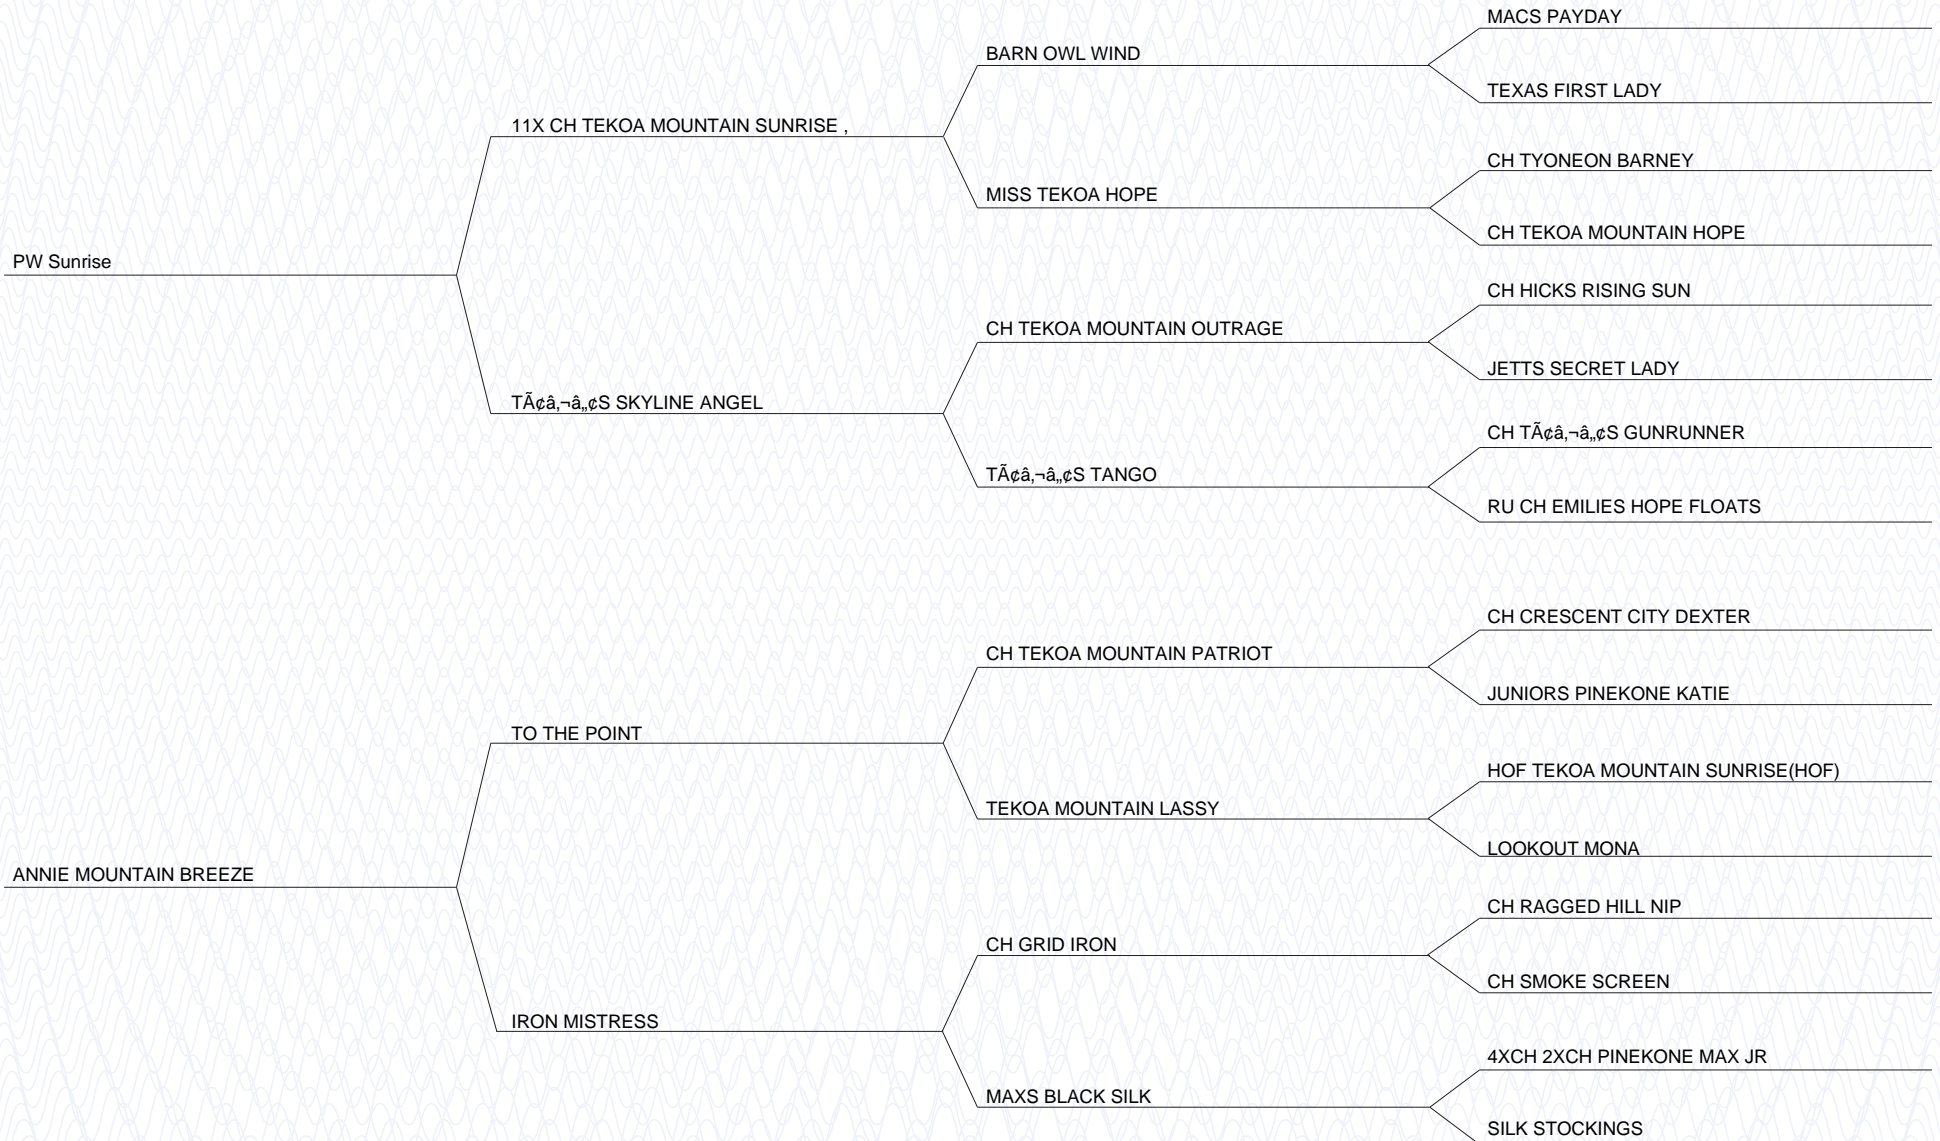 MACS PAYDAY
BARN OWL WIND
TEXAS FIRST LADY
11X CH TEKOA MOUNTAIN SUNRISE ,
CH TYONEON BARNEY
MISS TEKOA HOPE
CH TEKOA MOUNTAIN HOPE
PW Sunrise
CH HICKS RISING SUN
CH TEKOA MOUNTAIN OUTRAGE
JETTS SECRET LADY
TÃ¢â‚¬â„¢S SKYLINE ANGEL
CH TÃ¢â‚¬â„¢S GUNRUNNER
TÃ¢â‚¬â„¢S TANGO
RU CH EMILIES HOPE FLOATS
CH CRESCENT CITY DEXTER
CH TEKOA MOUNTAIN PATRIOT
JUNIORS PINEKONE KATIE
TO THE POINT
HOF TEKOA MOUNTAIN SUNRISE(HOF)
TEKOA MOUNTAIN LASSY
LOOKOUT MONA
ANNIE MOUNTAIN BREEZE
CH RAGGED HILL NIP
CH GRID IRON
CH SMOKE SCREEN
IRON MISTRESS
4XCH 2XCH PINEKONE MAX JR
MAXS BLACK SILK
SILK STOCKINGS